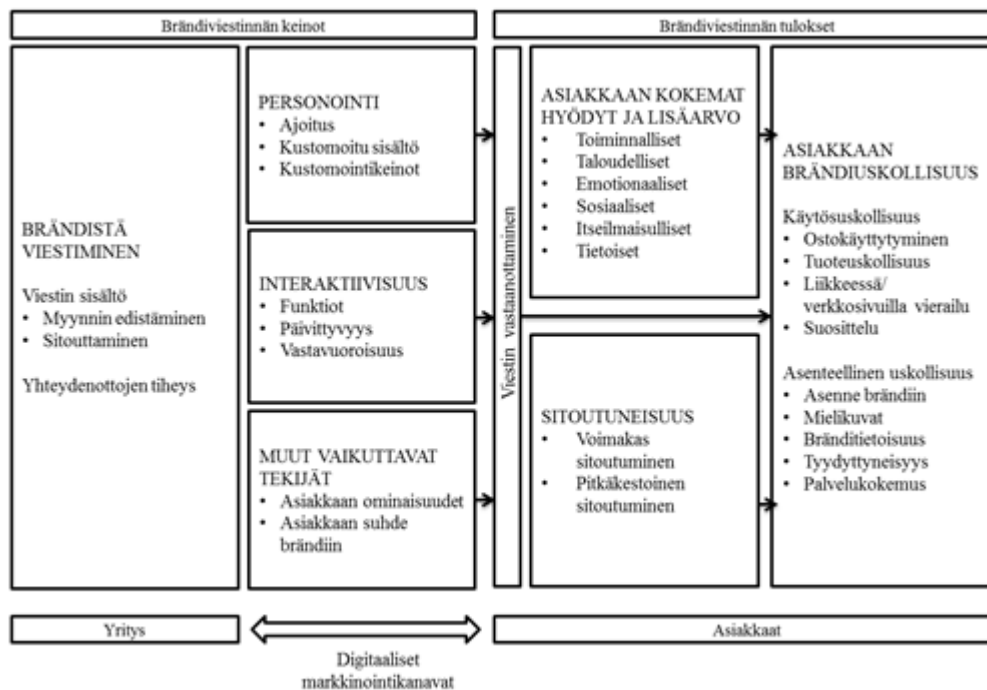 Brändiviestinnän keinot
Brändiviestinnän tulokset
BRÄNDISTÄ
VIESTIMINEN
Viestin sisältö
• Myynnin edistäminen
• Sitouttaminen
Yhteydenottojen tiheys
PERSONOINTI
• Ajoitus
• Kustomoitu sisältö
• Kustomointikeinot
INTERAKTIIVISUUS
• Funktiot
• Päivittyvyys
• Vastavuoroisuus
MUUT VAIKUTTAVAT
TEKIJÄT
• Asiakkaan ominaisuudet
• Asiakkaan suhde
brändiin
Viestin vastaanottaminen
ASIAKKAAN KOKEMAT
HYÖDYT JA LISÄARVO
• Toiminnalliset
• Taloudelliset
• Emotionaaliset
• Sosiaaliset
• Itseilmaisulliset
• Tietoiset
SITOUTUNEISUUS
• Voimakas
sitoutuminen
• Pitkäkestoinen
sitoutuminen
ASIAKKAAN
BRÄNDIUSKOLLISUUS
Käytösuskollisuus
• Ostokäyttytyminen
• Tuoteuskollisuus
• Liikkeessä/
verkkosivuilla vierailu
• Suosittelu
Asenteellinen uskollisuus
• Asenne brändiin
• Mielikuvat
• Bränditietoisuus
• Tyydyttyneisyys
• Palvelukokemus
Yritys
Digitaaliset
markkinointikanavat
Asiakkaat